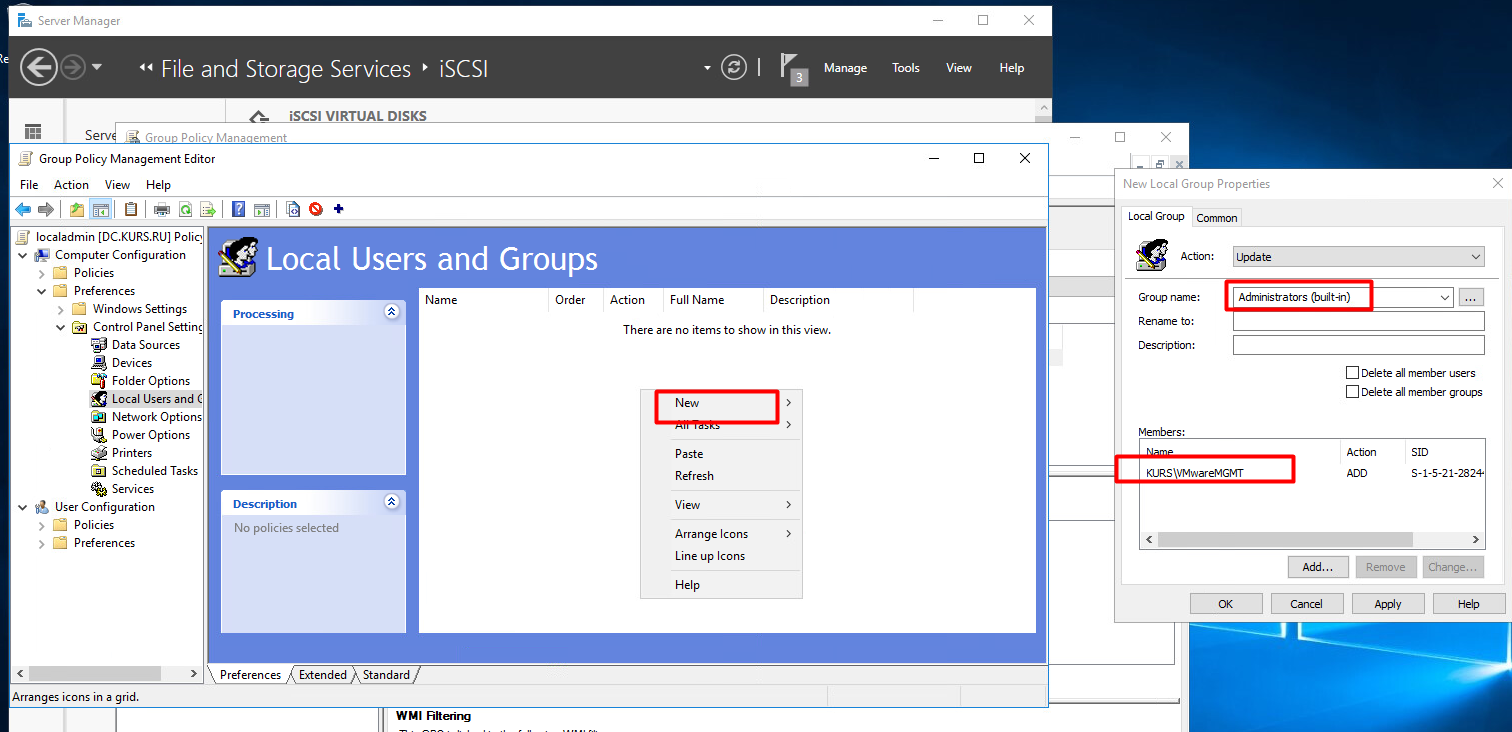 Server Manager
File and Storage Services
iSCSI
3
Manage
Tools
View
Help
iSCSI VIRTUAL DISKS
Serve
Group Policy Management
Group Policy Management Editor
File
Action
View
Help
localadmin [DC.KURS.RU] Policy
Computer Configuration
Policies
Preferences
Windows Settings
Control Panel Setting
Data Sources
Devices
Folder Options
Local Users and G
Network Options
Power Options
Printers
Scheduled Tasks
Services
User Configuration
Policies
Preferences
Local Users and Groups
Processing
Description
No policies selected
Name
Order
Action
Full Name
Description
There are no items to show in this view.
New
All Tasks
Paste
Refresh
View
Arrange Icons
Line up Icons
Help
Preferences
Extended
Standard
Arranges icons in a grid.
WMI Filtering
New Local Group Properties
Local Group
Common
Action:
Update
Group name:
Administrators (built-in)
...
Rename to:
Description:
Delete all member users
Delete all member groups
Members:
Name
Action
SID
KURS\VMwareMGMT
ADD
S-1-5-21-2824
Add...
Remove
Change...
OK
Cancel
Apply
Help